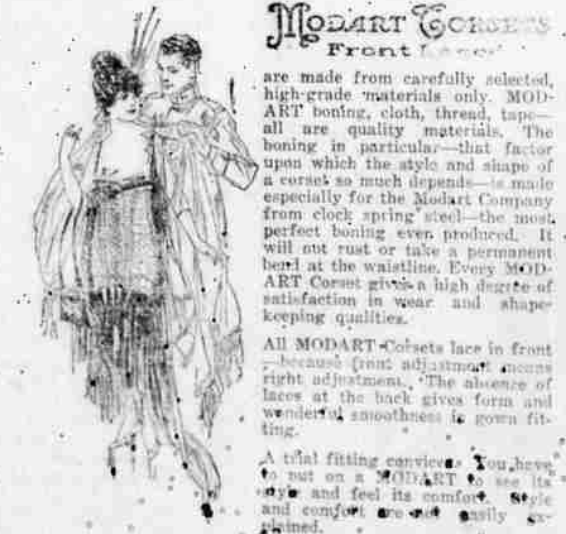 MODART CORSETS
Front Laced
are made from carefully selected,
high-grade materials only. MOD-
ART boning, cloth, thread, tape—
all are quality materials. The
boning in particular—that factor
upon which the style and shape of
a corset so much depends—is made
especially for the Modart Company
from clock spring steel—the most
perfect boning even produced. It
will not rust or take a permanent
bend at the waistline. Every MOD-
ART Corset gives a high degree of
satisfaction in wear and shape-
keeping qualities.
All MODART Corsets lace in front
—because front adjustment means
right adjustment. The absence of
laces at the back gives form and
wonderful smoothness in gown fit-
ting.
A trial fitting convices. You have
to put on a MODART to see its
style and feel its comfort. Style
and comfort are not easily ex-
plained.